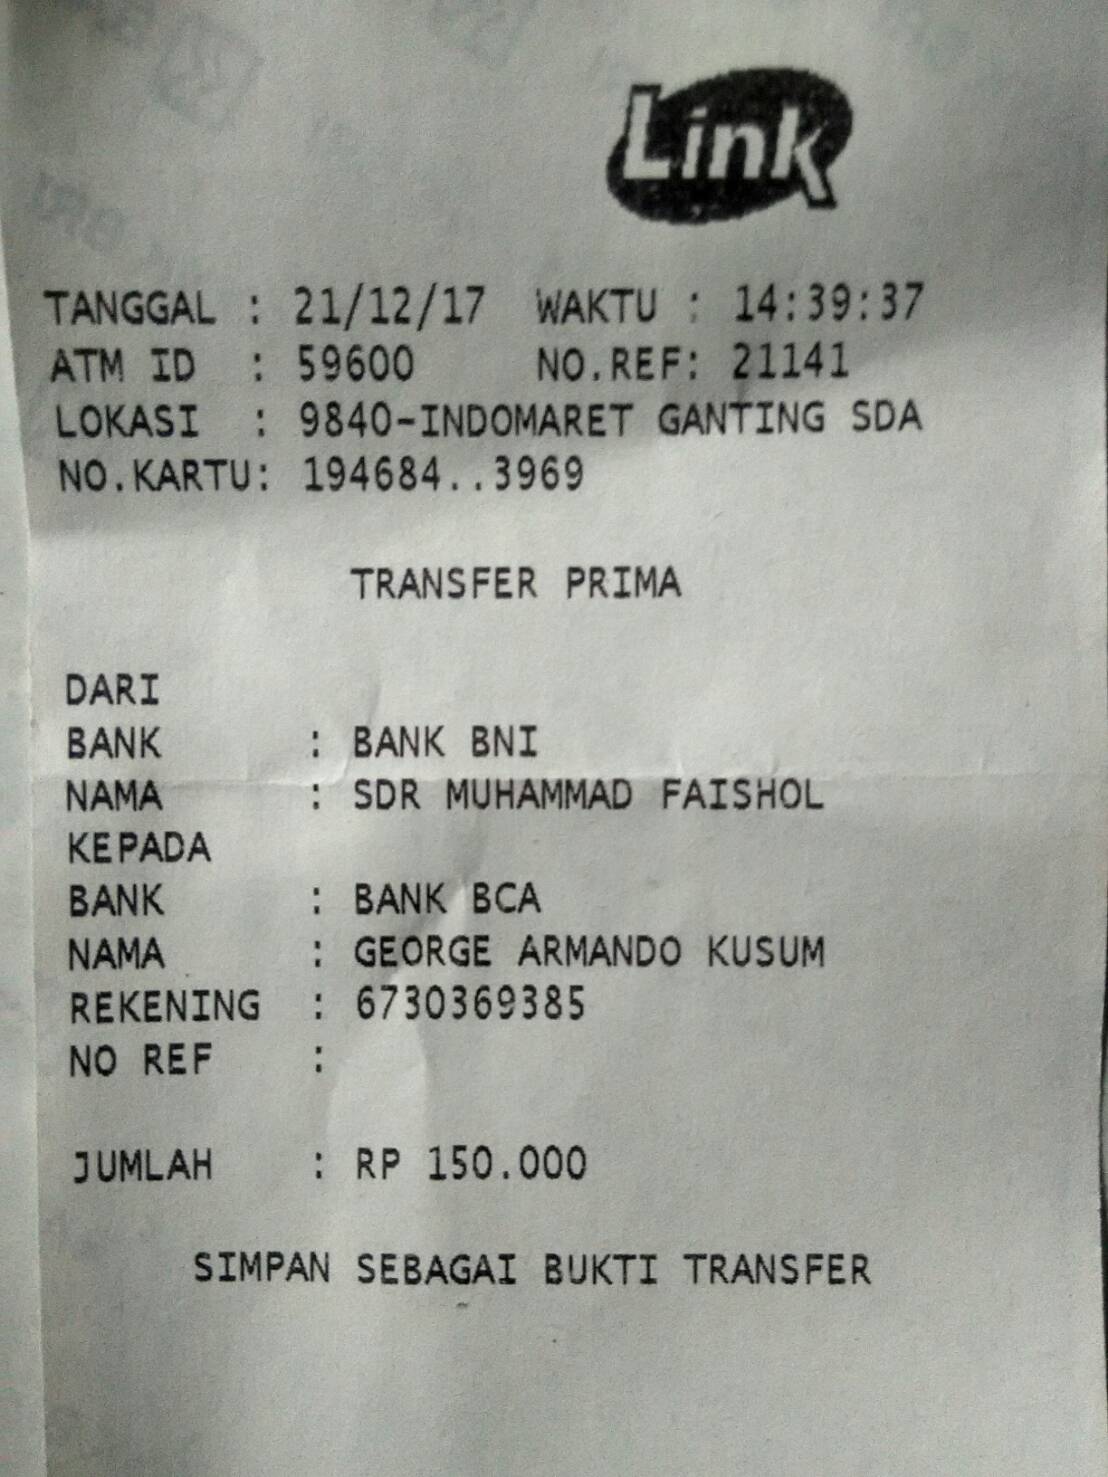 Link
TANGGAL : 21/12/17 WAKTU : 14:39:37
ATM ID : 59600 NO.REF: 21141
LOKASI : 9840-INDOMARET GANTING SDA
NO.KARTU: 194684..3969
TRANSFER PRIMA
DARI
BANK : BANK BNI
NAMA : SDR MUHAMMAD FAISHOL
KEPADA
BANK : BANK BCA
NAMA : GEORGE ARMANDO KUSUM
REKENING : 6730369385
NO REF :
JUMLAH : RP 150.000
SIMPAN SEBAGAI BUKTI TRANSFER